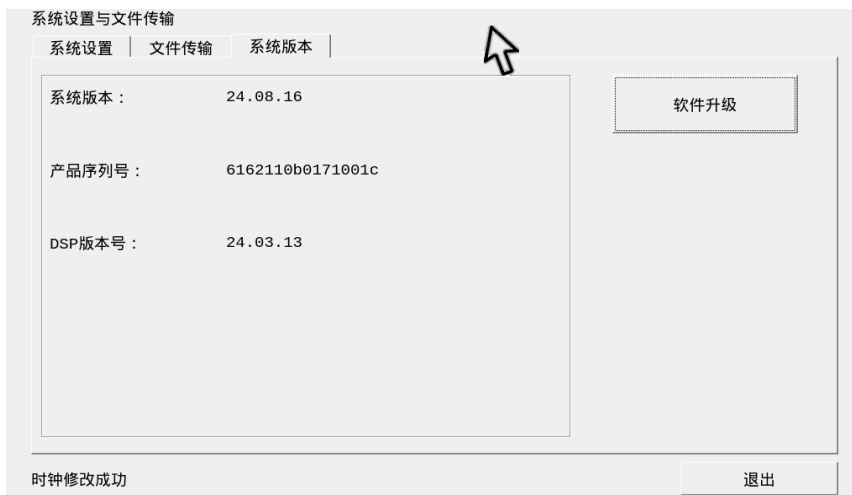 系统设置与文件传输
系统设置 文件传输 系统版本
系统版本： 24.08.16 软件升级
产品序列号： 6162110b0171001c
DSP版本号： 24.03.13
时钟修改成功 退出